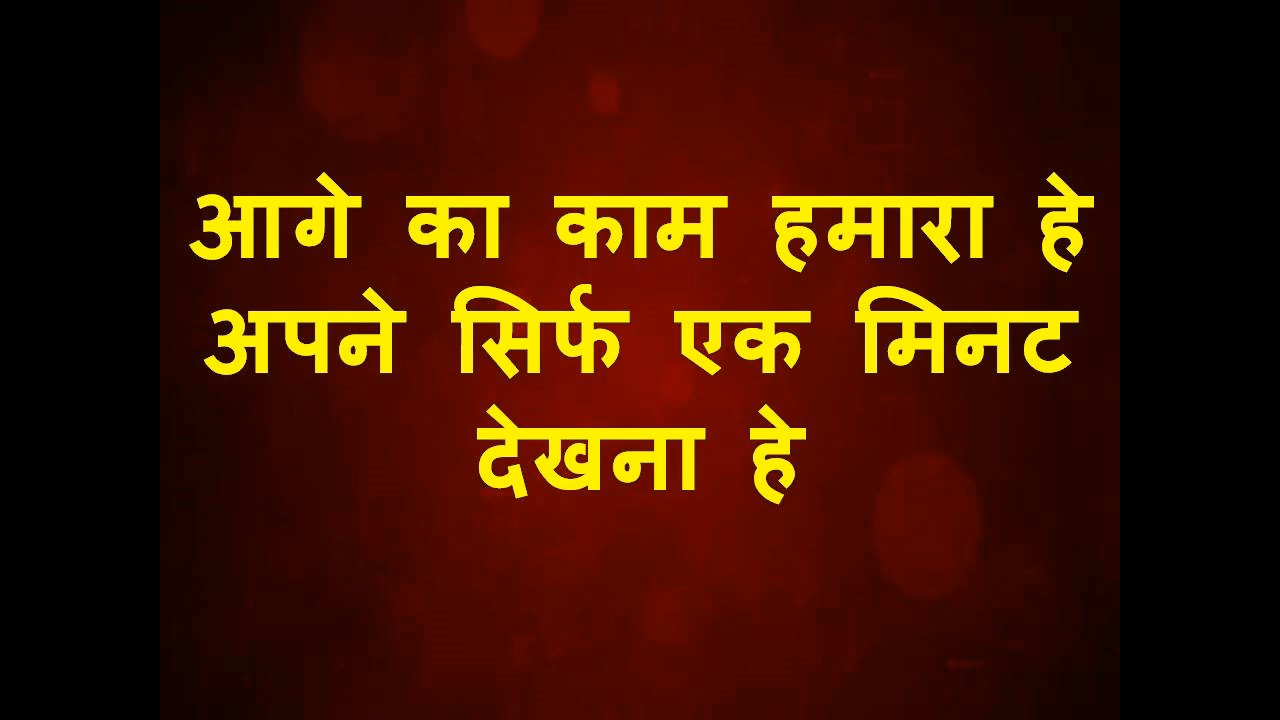 आगे का काम हमारा हे
अपने सिर्फ एक मिनट
देखना हे